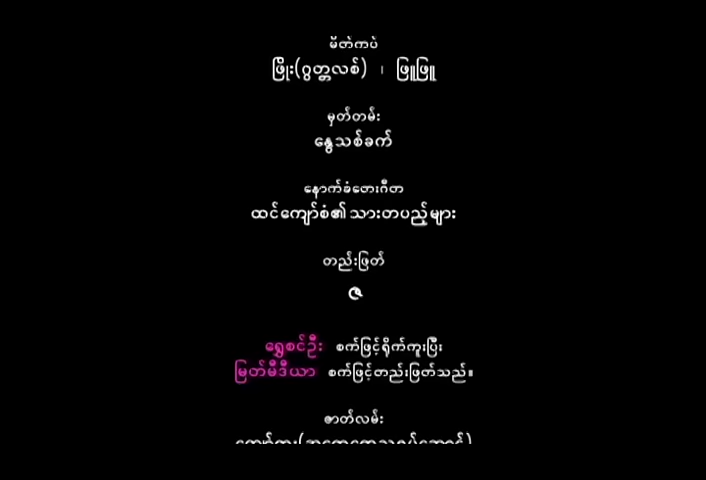 မိတ်ကပ်
ဖြိုး(ဂွတ္တလစ်) ၊ ဖြူဖြူ
မှတ်တမ်း
နွေသစ်ခက်
နောက်ခံတေးဂီတ
ထင်ကျော်စံ၏သားတပည့်များ
တည်းဖြတ်
ဇ
ရွှေစင်ဦး စက်ဖြင့်ရိုက်ကူးပြီး
မြတ်မီဒီယာ စက်ဖြင့်တည်းဖြတ်သည်။
ဇာတ်လမ်း